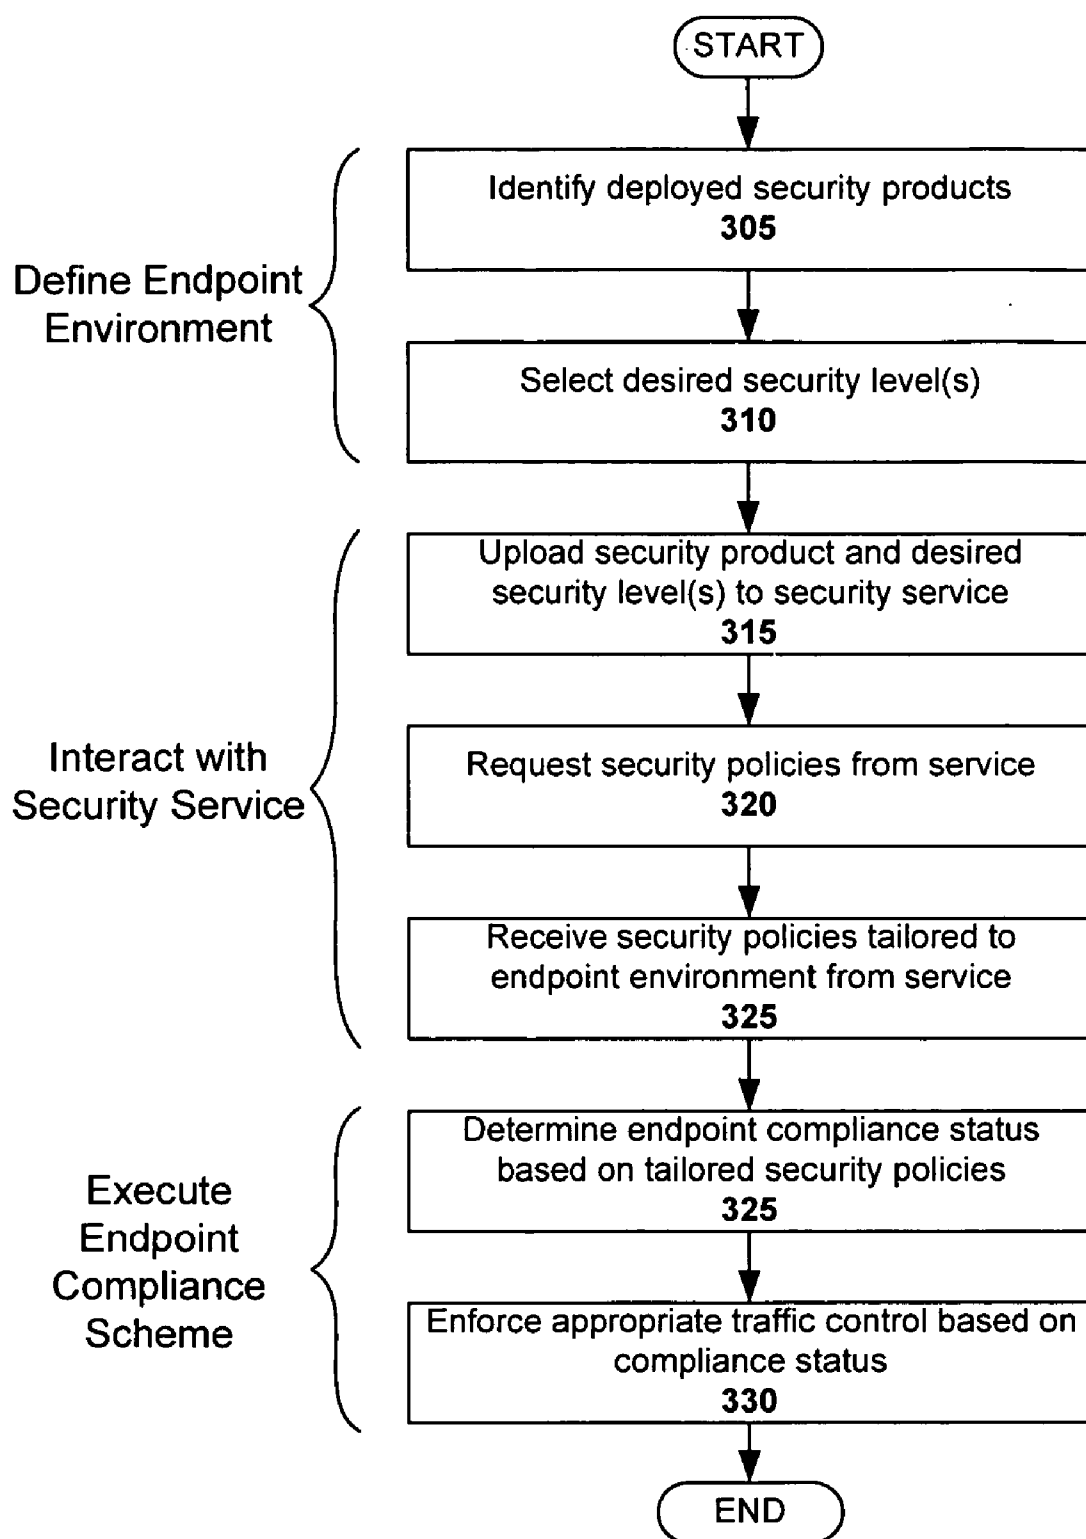 START
Define Endpoint
Environment
Identify deployed security products
305
Select desired security level(s)
310
Interact with
Security Service
Upload security product and desired
security level(s) to security service
315
Request security policies from service
320
Receive security policies tailored to
endpoint environment from service
325
Execute
Endpoint
Compliance
Scheme
Determine endpoint compliance status
based on tailored security policies
325
Enforce appropriate traffic control based on
compliance status
330
END